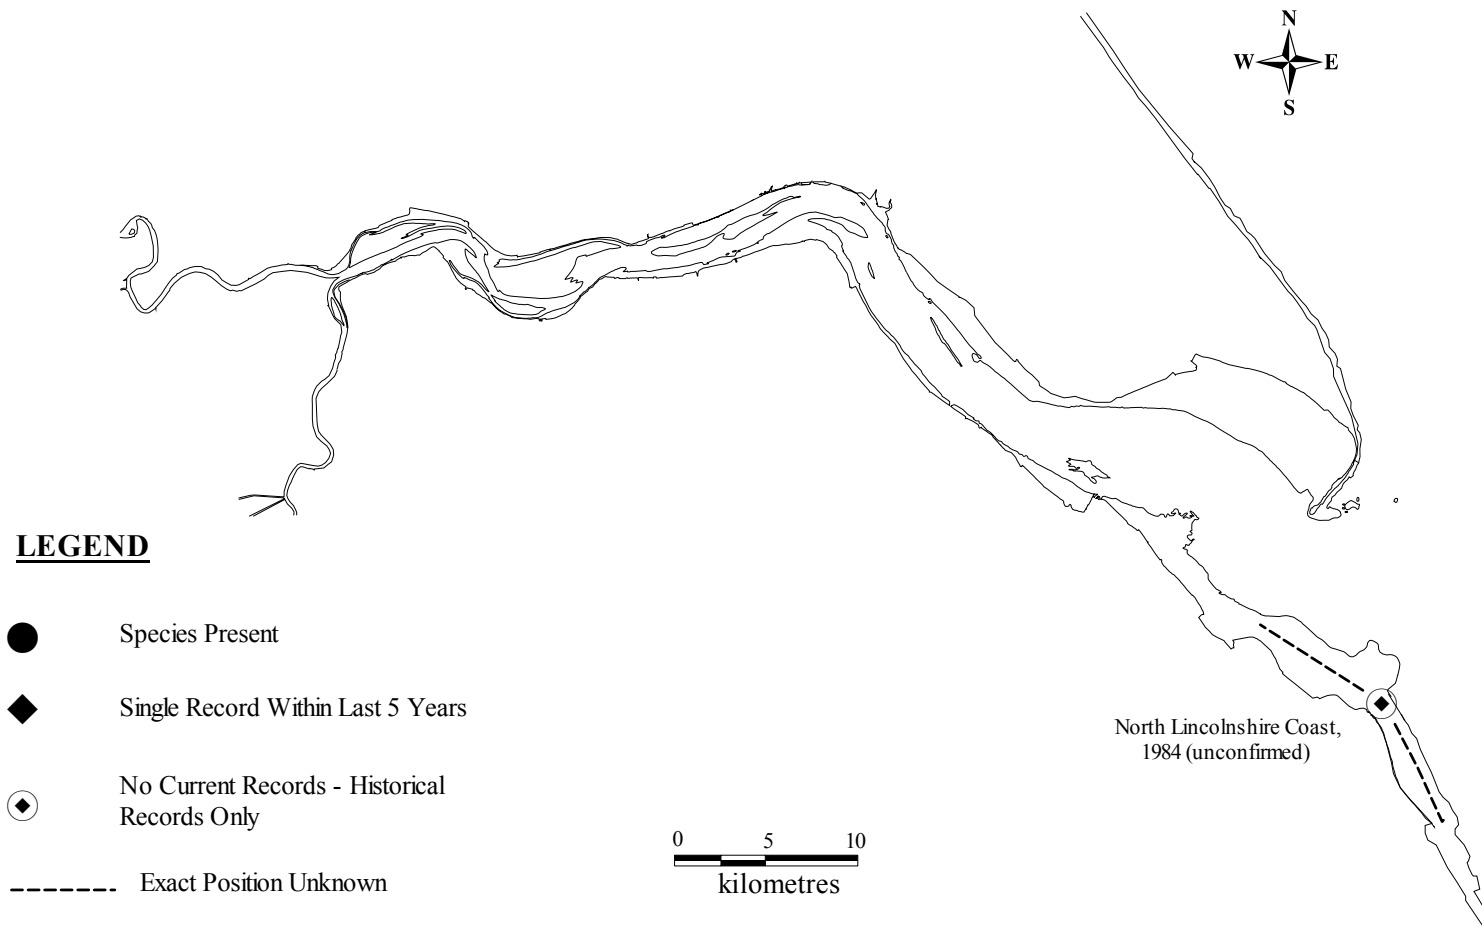 N
W E
S
LEGEND
Species Present
Single Record Within Last 5 Years
No Current Records - Historical
Records Only
Exact Position Unknown
North Lincolnshire Coast,
1984 (unconfirmed)
0 5 10
kilometres